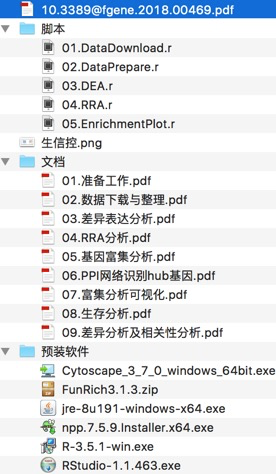 10.3389@fgene.2018.00469.pdf
脚本
01.DataDownload.r
02.DataPrepare.r
03.DEA.r
04.RRA.r
05.EnrichmentPlot.r
生信控.png
文档
01.准备工作.pdf
02.数据下载与整理.pdf
03.差异表达分析.pdf
04.RRA分析.pdf
05.基因富集分析.pdf
06.PPI网络识别hub基因.pdf
07.富集分析可视化.pdf
08.生存分析.pdf
09.差异分析及相关性分析.pdf
预装软件
Cytoscape_3_7_0_windows_64bit.exe
FunRich3.1.3.zip
jre-8u191-windows-x64.exe
npp.7.5.9.Installer.x64.exe
R-3.5.1-win.exe
RStudio-1.1.463.exe